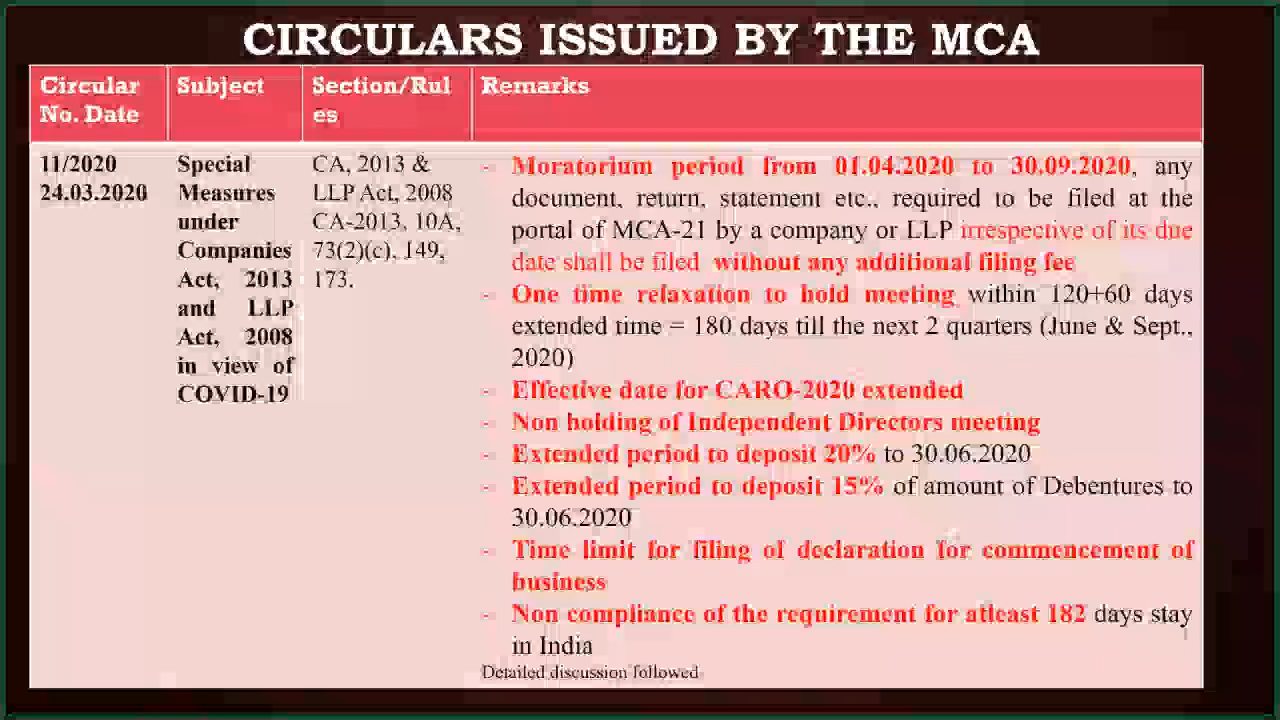 CIRCULARS ISSUED BY THE MCA
Circular
No. Date
Subject
Section/Rul
es
Remarks
11/2020
24.03.2020
Special
Measures
under
Companies
Act, 2013
and LLP
Act, 2008
in view of
COVID-19
CA, 2013 &
LLP Act, 2008
CA-2013, 10A,
73(2)(c), 149,
173.
- Moratorium period from 01.04.2020 to 30.09.2020, any
document, return, statement etc., required to be filed at the
portal of MCA-21 by a company or LLP irrespective of its due
date shall be filed without any additional filing fee
- One time relaxation to hold meeting within 120+60 days
extended time = 180 days till the next 2 quarters (June & Sept.,
2020)
- Effective date for CARO-2020 extended
- Non holding of Independent Directors meeting
- Extended period to deposit 20% to 30.06.2020
- Extended period to deposit 15% of amount of Debentures to
30.06.2020
- Time limit for filing of declaration for commencement of
business
- Non compliance of the requirement for atleast 182 days stay
in India
Detailed discussion followed